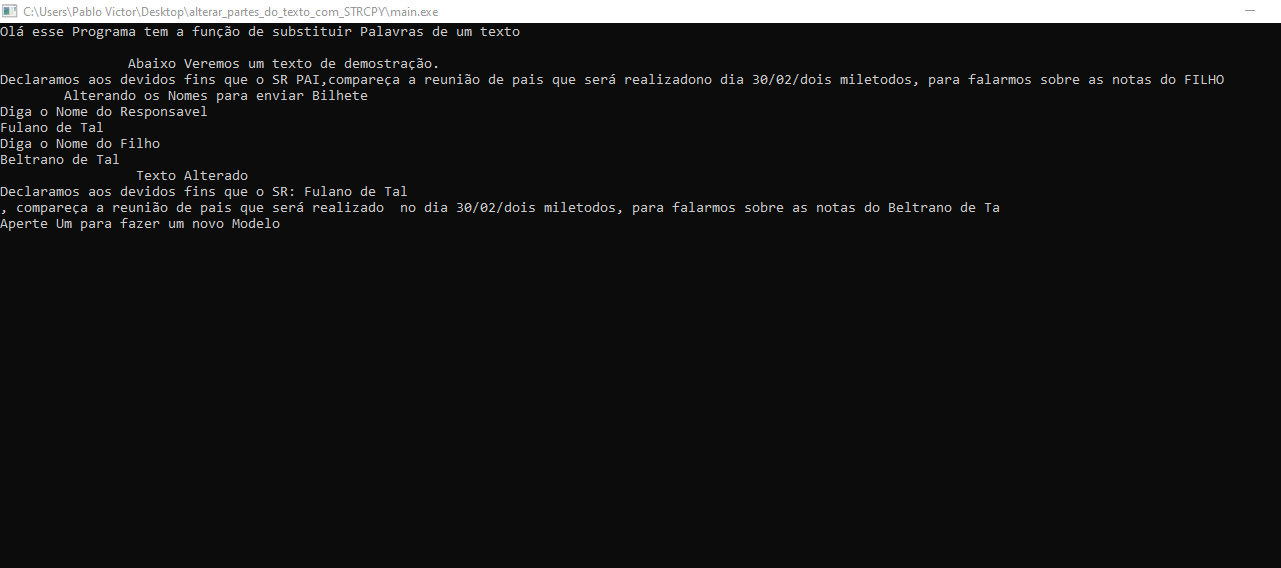 C:\Users\Pablo Victor\Desktop\alterar_partes_do_texto_com_STRCPY\main.exe
Olá esse Programa tem a função de substituir Palavras de um texto
Abaixo Veremos um texto de demostração.
Declaramos aos devidos fins que o SR PAI,compareça a reunião de pais que será realizadono dia 30/02/dois miletodos, para falarmos sobre as notas do FILHO
Alterando os Nomes para enviar Bilhete
Diga o Nome do Responsavel
Fulano de Tal
Diga o Nome do Filho
Beltrano de Tal
Texto Alterado
Declaramos aos devidos fins que o SR: Fulano de Tal
, compareça a reunião de pais que será realizado  no dia 30/02/dois miletodos, para falarmos sobre as notas do Beltrano de Ta
Aperte Um para fazer um novo Modelo